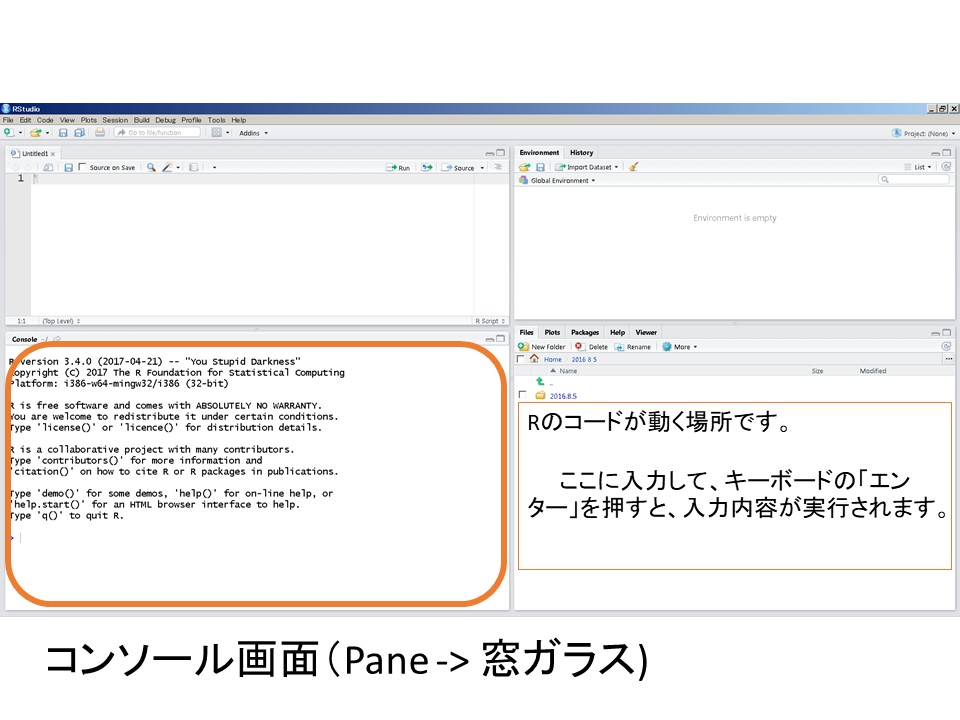 RStudio
File Edit Code View Plots Session Build Debug Profile Tools Help
Go to file/function Addins Project: (None)
Untitled1
Source on Save Run Source
1
1:1 (Top Level) R Script
Console ~/
R version 3.4.0 (2017-04-21) -- "You Stupid Darkness"
Copyright (C) 2017 The R Foundation for Statistical Computing
Platform: i386-w64-mingw32/i386 (32-bit)
R is free software and comes with ABSOLUTELY NO WARRANTY.
You are welcome to redistribute it under certain conditions.
Type 'license()' or 'licence()' for distribution details.
R is a collaborative project with many contributors.
Type 'contributors()' for more information and
'citation()' on how to cite R or R packages in publications.
Type 'demo()' for some demos, 'help()' for on-line help, or
'help.start()' for an HTML browser interface to help.
Type 'q()' to quit R.
>
Environment History
Import Dataset List
Global Environment
Environment is empty
Files Plots Packages Help Viewer
New Folder Delete Rename More
Home 2016 8 5
Name Size Modified
..
2016.8.5
Rのコードが動く場所です。
ここに入力して、キーボードの「エン
ター」を押すと、入力内容が実行されます。
コンソール画面（Pane -> 窓ガラス)